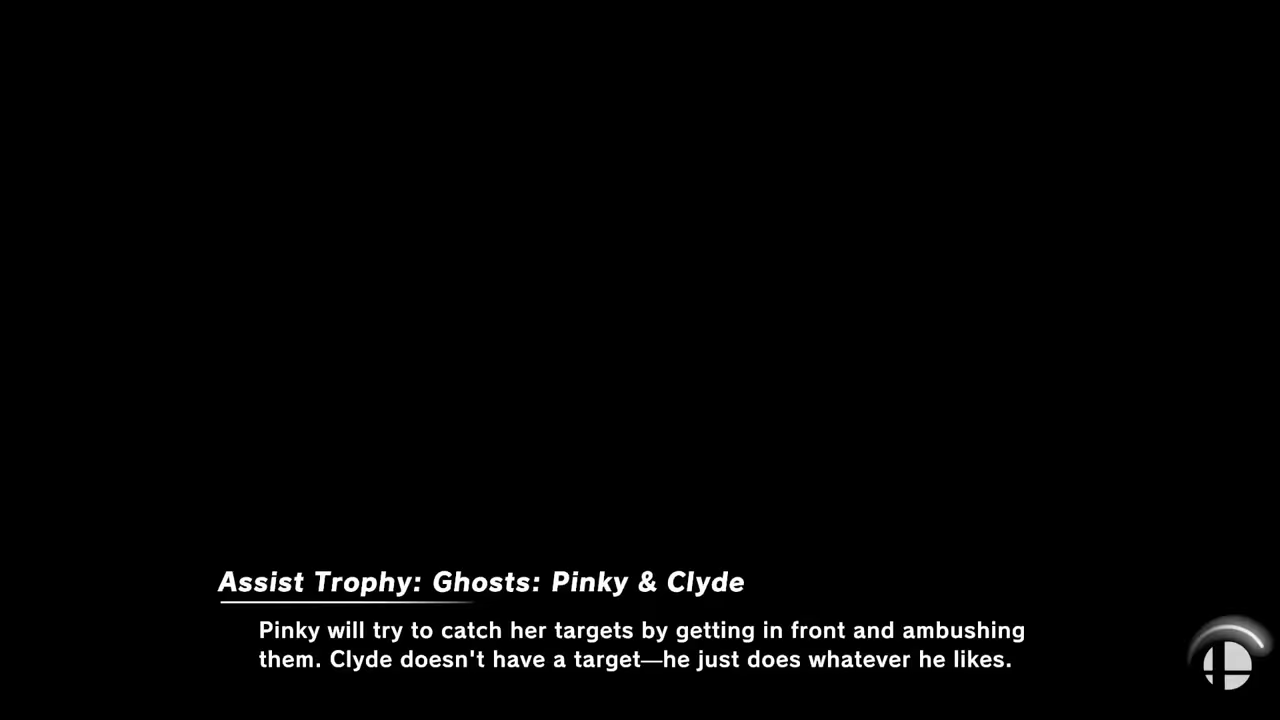 Assist Trophy: Ghosts: Pinky & Clyde
Pinky will try to catch her targets by getting in front and ambushing
them. Clyde doesn't have a target—he just does whatever he likes.